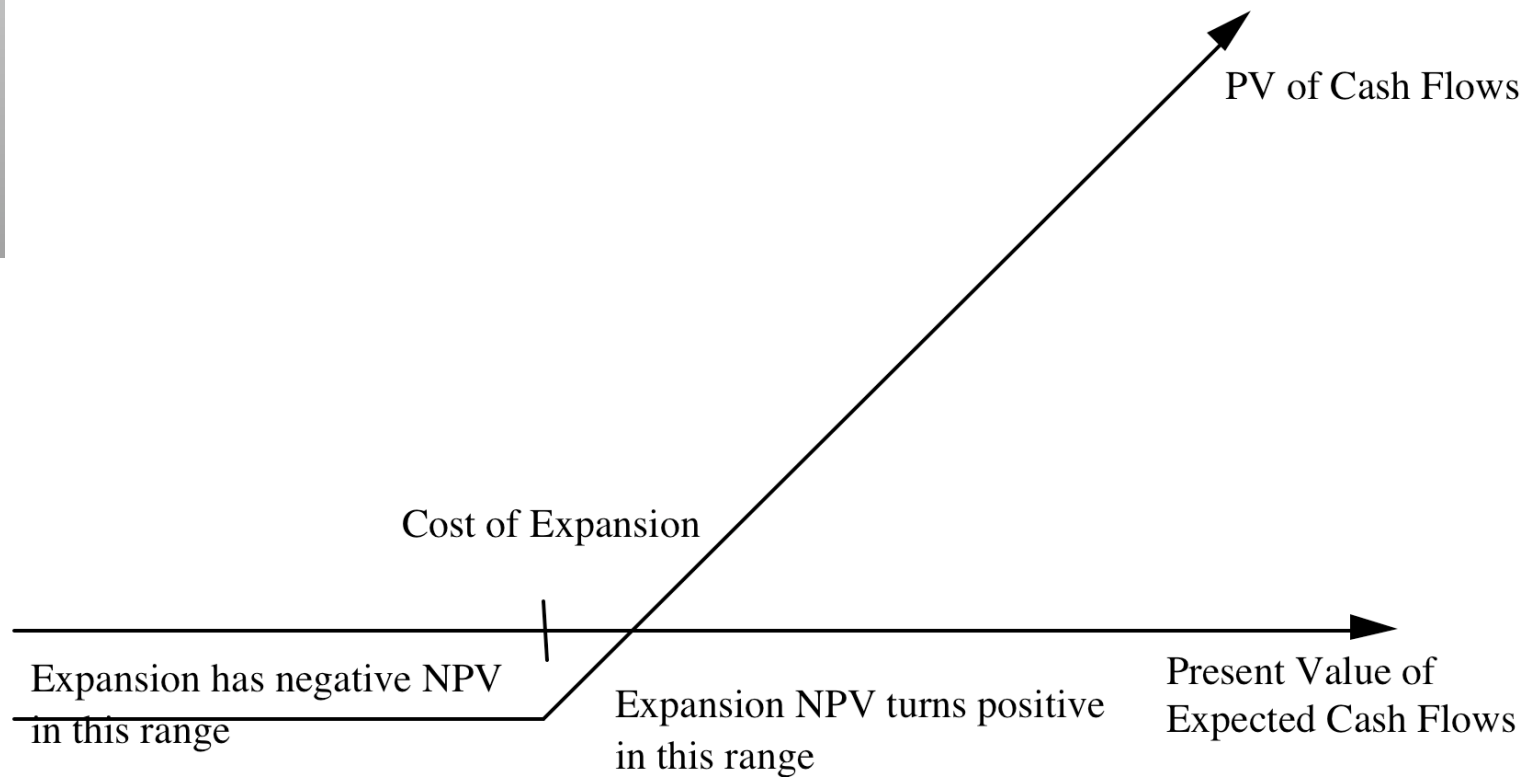 PV of Cash Flows
Cost of Expansion
Expansion has negative NPV
in this range
Expansion NPV turns positive
in this range
Present Value of
Expected Cash Flows